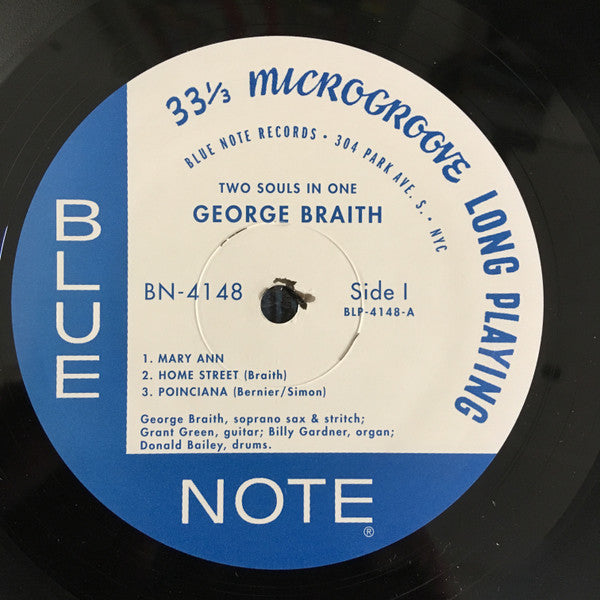 33⅓ MICROGROOVE LONG PLAYING
BLUE NOTE RECORDS • 304 PARK AVE. S. • NYC
TWO SOULS IN ONE
GEORGE BRAITH
BN-4148
Side I
BLP-4148-A
1. MARY ANN
2. HOME STREET (Braith)
3. POINCIANA (Bernier/Simon)
George Braith, soprano sax & stritch;
Grant Green, guitar; Billy Gardner, organ;
Donald Bailey, drums.
BLUE
NOTE®